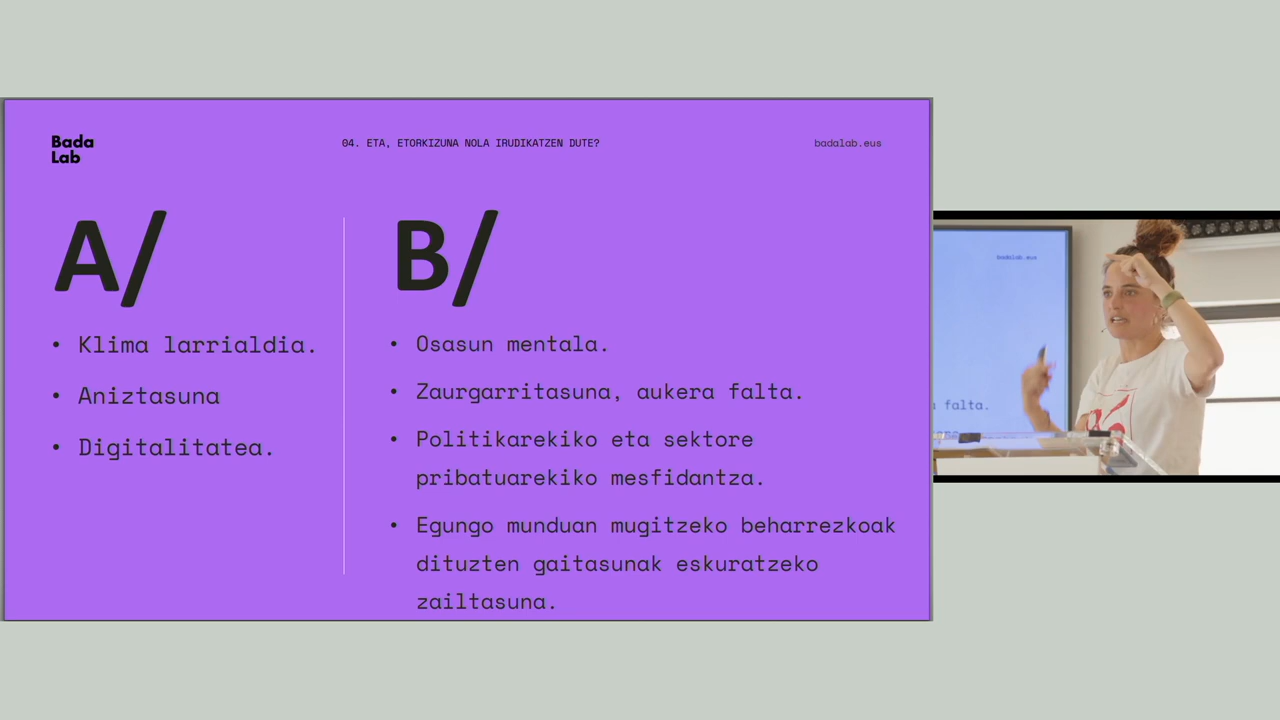 Bada
Lab
04. ETA, ETORKIZUNA NOLA IRUDIKATZEN DUTE?
badalab.eus
A/
• Klima larrialdia.
• Aniztasuna
• Digitalitatea.
B/
• Osasun mentala.
• Zaurgarritasuna, aukera falta.
• Politikarekiko eta sektore
pribatuarekiko mesfidantza.
• Egungo munduan mugitzeko beharrezkoak
dituzten gaitasunak eskuratzeko
zailtasuna.
badalab.eus
falta.